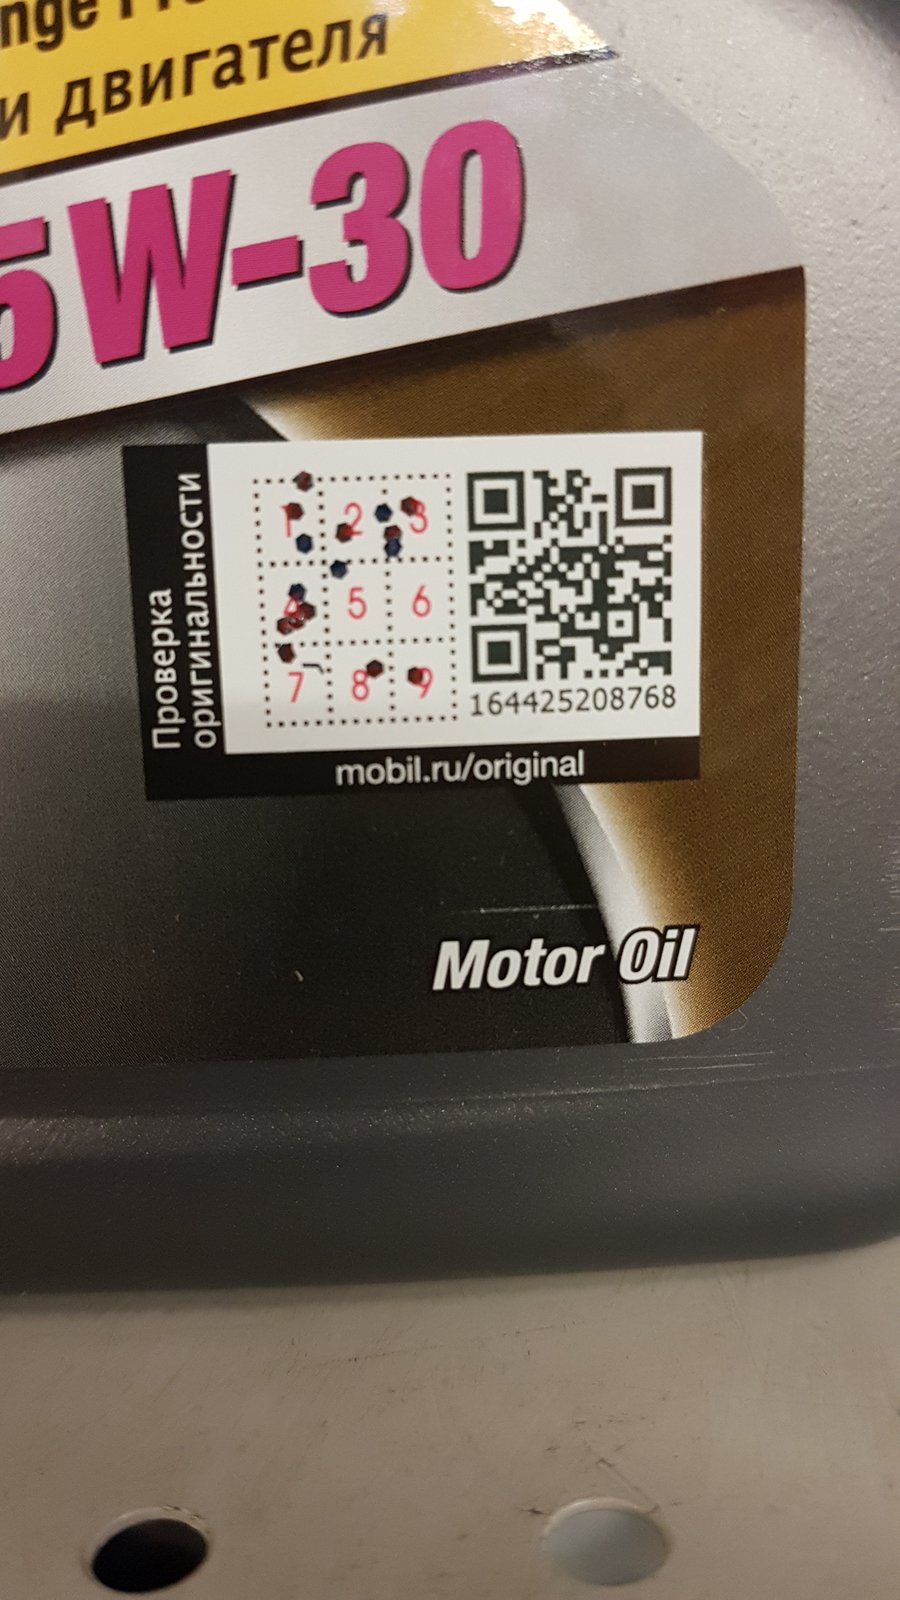 и двигателя
5W-30
Проверка
оригинальности
1 2 3
4 5 6
7 8 9
164425208768
mobil.ru/original
Motor Oil